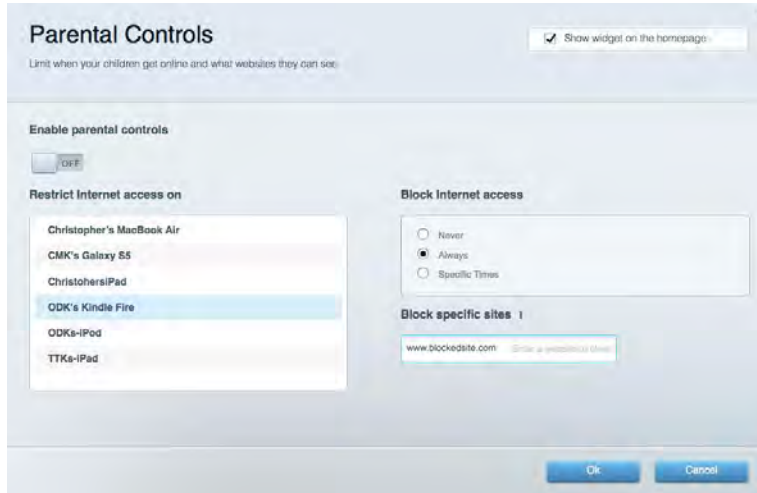 Parental Controls
Show widget on the homepage
Limit when your children get online and what websites they can see.
Enable parental controls
OFF
Restrict Internet access on
Block Internet access
Christopher's MacBook Air
CMK's Galaxy S5
ChristohersiPad
ODK's Kindle Fire
ODKs-iPod
TTKs-iPad
Never
Always
Specific Times
Block specific sites
www.blockedsite.com
Ok
Cancel